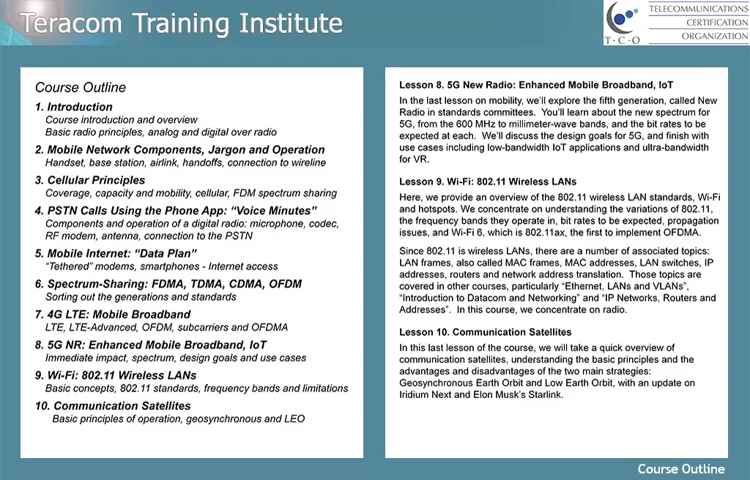 Teracom Training Institute
TELECOMMUNICATIONS
CERTIFICATION
ORGANIZATION
T · C · O
Course Outline
1. Introduction
Course introduction and overview
Basic radio principles, analog and digital over radio
2. Mobile Network Components, Jargon and Operation
Handset, base station, airlink, handoffs, connection to wireline
3. Cellular Principles
Coverage, capacity and mobility, cellular, FDM spectrum sharing
4. PSTN Calls Using the Phone App: “Voice Minutes”
Components and operation of a digital radio: microphone, codec,
RF modem, antenna, connection to the PSTN
5. Mobile Internet: “Data Plan”
“Tethered” modems, smartphones - Internet access
6. Spectrum-Sharing: FDMA, TDMA, CDMA, OFDM
Sorting out the generations and standards
7. 4G LTE: Mobile Broadband
LTE, LTE-Advanced, OFDM, subcarriers and OFDMA
8. 5G NR: Enhanced Mobile Broadband, IoT
Immediate impact, spectrum, design goals and use cases
9. Wi-Fi: 802.11 Wireless LANs
Basic concepts, 802.11 standards, frequency bands and limitations
10. Communication Satellites
Basic principles of operation, geosynchronous and LEO
Lesson 8. 5G New Radio: Enhanced Mobile Broadband, IoT
In the last lesson on mobility, we’ll explore the fifth generation, called New
Radio in standards committees. You’ll learn about the new spectrum for
5G, from the 600 MHz to millimeter-wave bands, and the bit rates to be
expected at each. We’ll discuss the design goals for 5G, and finish with
use cases including low-bandwidth IoT applications and ultra-bandwidth
for VR.
Lesson 9. Wi-Fi: 802.11 Wireless LANs
Here, we provide an overview of the 802.11 wireless LAN standards, Wi-Fi
and hotspots. We concentrate on understanding the variations of 802.11,
the frequency bands they operate in, bit rates to be expected, propagation
issues, and Wi-Fi 6, which is 802.11ax, the first to implement OFDMA.
Since 802.11 is wireless LANs, there are a number of associated topics:
LAN frames, also called MAC frames, MAC addresses, LAN switches, IP
addresses, routers and network address translation. Those topics are
covered in other courses, particularly “Ethernet, LANs and VLANs”,
“Introduction to Datacom and Networking” and “IP Networks, Routers and
Addresses”. In this course, we concentrate on radio.
Lesson 10. Communication Satellites
In this last lesson of the course, we will take a quick overview of
communication satellites, understanding the basic principles and the
advantages and disadvantages of the two main strategies:
Geosynchronous Earth Orbit and Low Earth Orbit, with an update on
Iridium Next and Elon Musk’s Starlink.
Course Outline